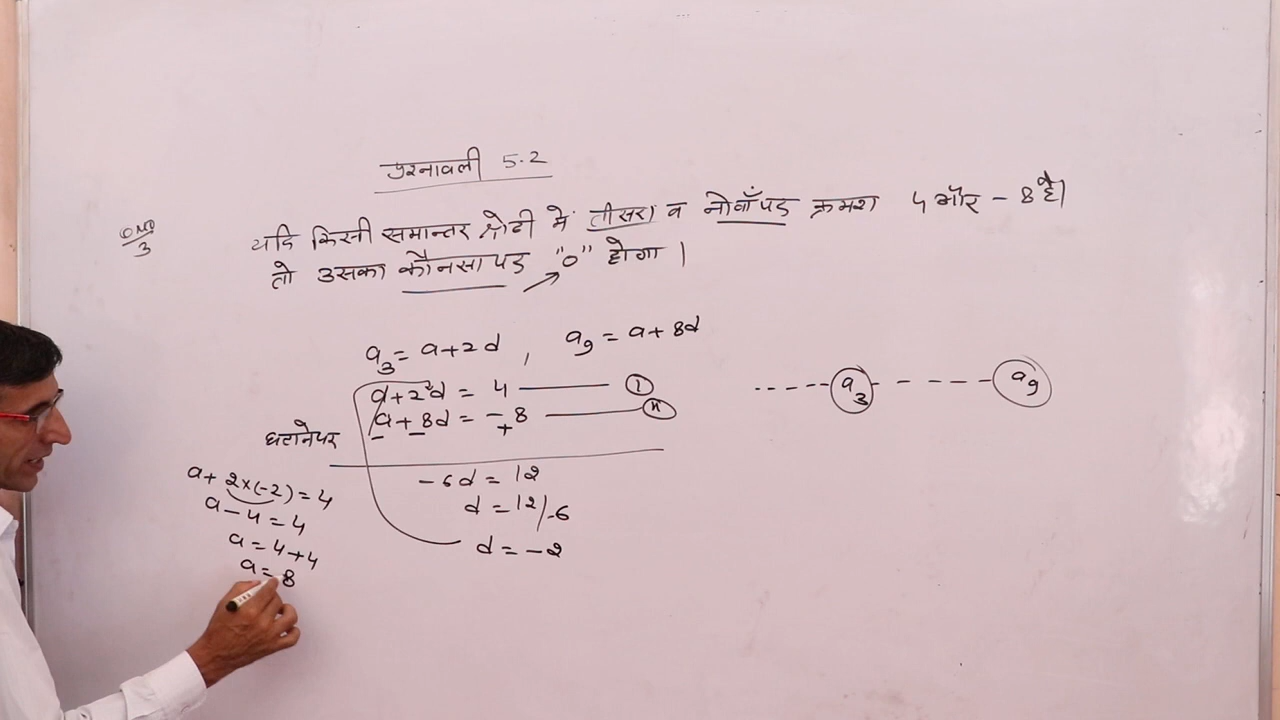 प्रश्नावली 5.2
Q.NO 3
यदि किसी समान्तर श्रेढी में तीसरा व नौवाँ पद क्रमश 4 और - 8 है।
तो उसका कौनसा पद "0" होगा।
a₃ = a+2d , a₉ = a+8d
a+2d = 4 ——— (I)
a+8d = -8 ——— (II)
- - +
घटाने पर
-6d = 12
d = 12/-6
d = -2
a+ 2×(-2) = 4
a - 4 = 4
a = 4+4
a = 8
----- a₃ - - - - - a₉